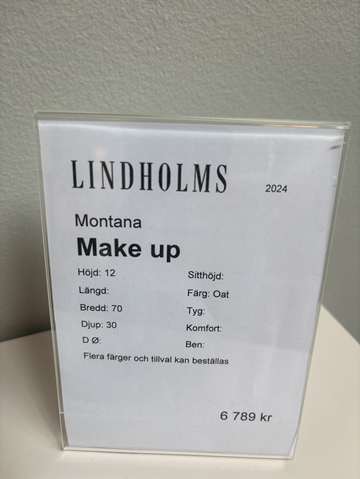 LINDHOLMS 2024
Montana
Make up
Höjd: 12 Sitthöjd:
Längd: Färg: Oat
Bredd: 70 Tyg:
Djup: 30 Komfort:
D Ø: Ben:
Flera färger och tillval kan beställas
6 789 kr